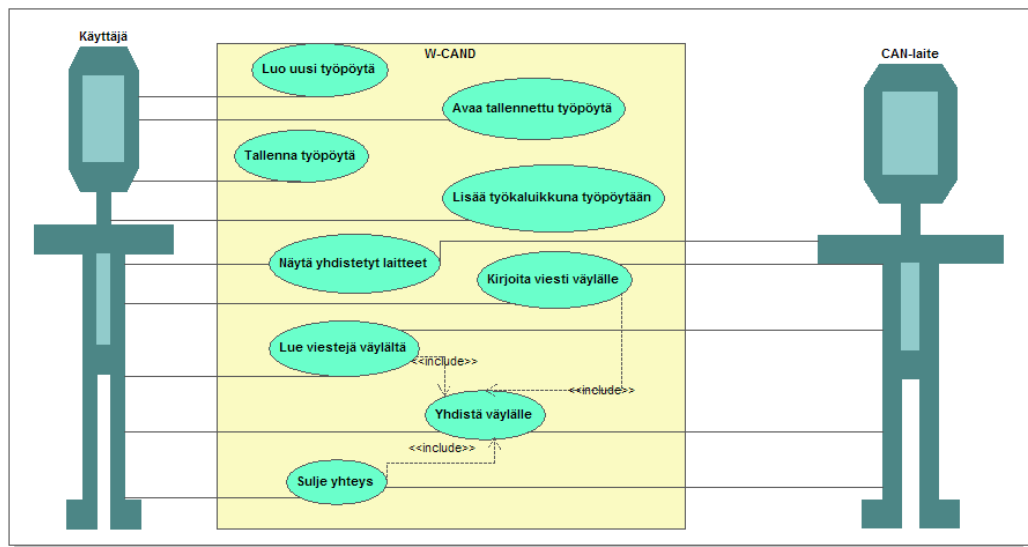 Käyttäjä
W-CAND
CAN-laite
Luo uusi työpöytä
Avaa tallennettu työpöytä
Tallenna työpöytä
Lisää työkaluikkuna työpöytään
Näytä yhdistetyt laitteet
Kirjoita viesti väylälle
Lue viestejä väylältä
<<include>>
<<include>>
Yhdistä väylälle
<<include>>
Sulje yhteys